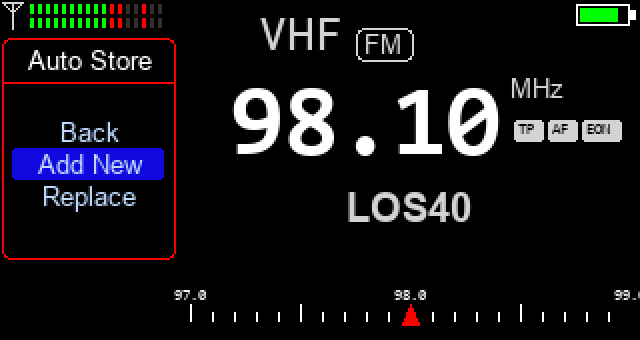 Auto Store
Back
Add New
Replace
VHF FM
98.10 MHz
TP AF EON
LOS40
97.0 98.0 99.